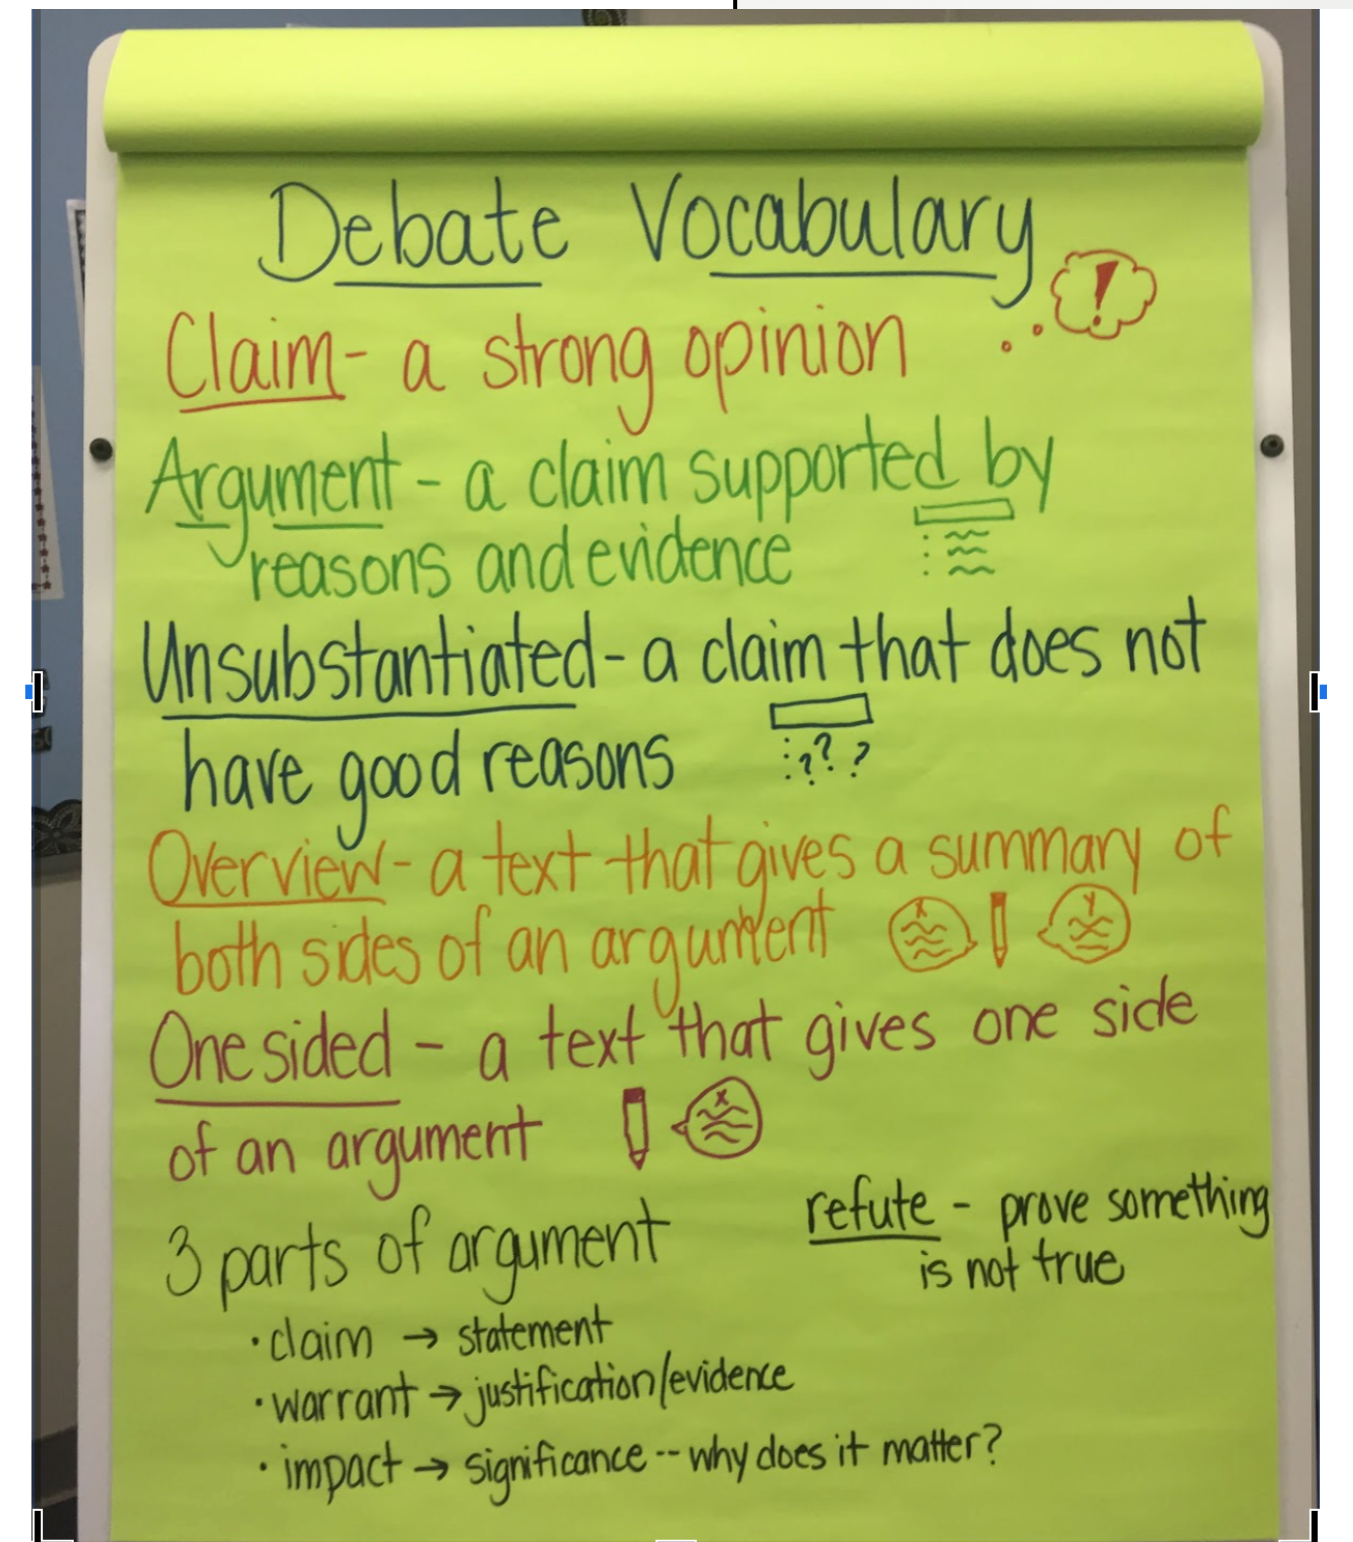 Debate Vocabulary
!
Claim - a strong opinion
Argument - a claim supported by
reasons and evidence
Unsubstantiated - a claim that does not
have good reasons
? ? ?
Overview - a text that gives a summary of
both sides of an argument
X
Y
One sided - a text that gives one side
of an argument
X
refute - prove something
is not true
3 parts of argument
• claim → statement
• warrant → justification/evidence
• impact → significance -- why does it matter?